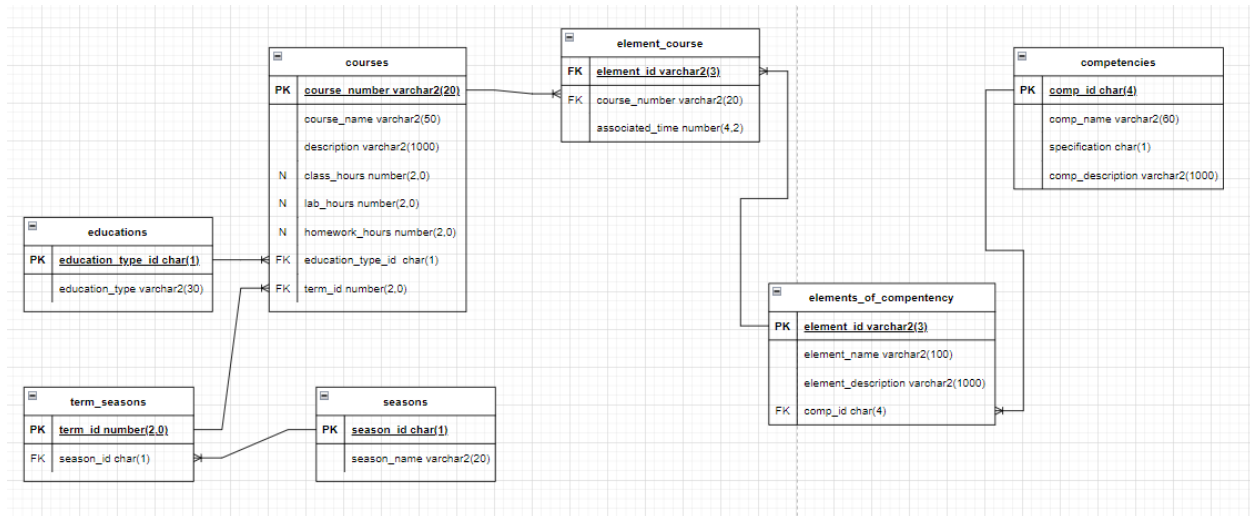 courses
PK course_number varchar2(20)
course_name varchar2(50)
description varchar2(1000)
N class_hours number(2,0)
N lab_hours number(2,0)
N homework_hours number(2,0)
FK education_type_id char(1)
FK term_id number(2,0)
element_course
FK element_id varchar2(3)
FK course_number varchar2(20)
associated_time number(4,2)
competencies
PK comp_id char(4)
comp_name varchar2(60)
specification char(1)
comp_description varchar2(1000)
educations
PK education_type_id char(1)
education_type varchar2(30)
elements_of_compentency
PK element_id varchar2(3)
element_name varchar2(100)
element_description varchar2(1000)
FK comp_id char(4)
term_seasons
PK term_id number(2,0)
FK season_id char(1)
seasons
PK season_id char(1)
season_name varchar2(20)